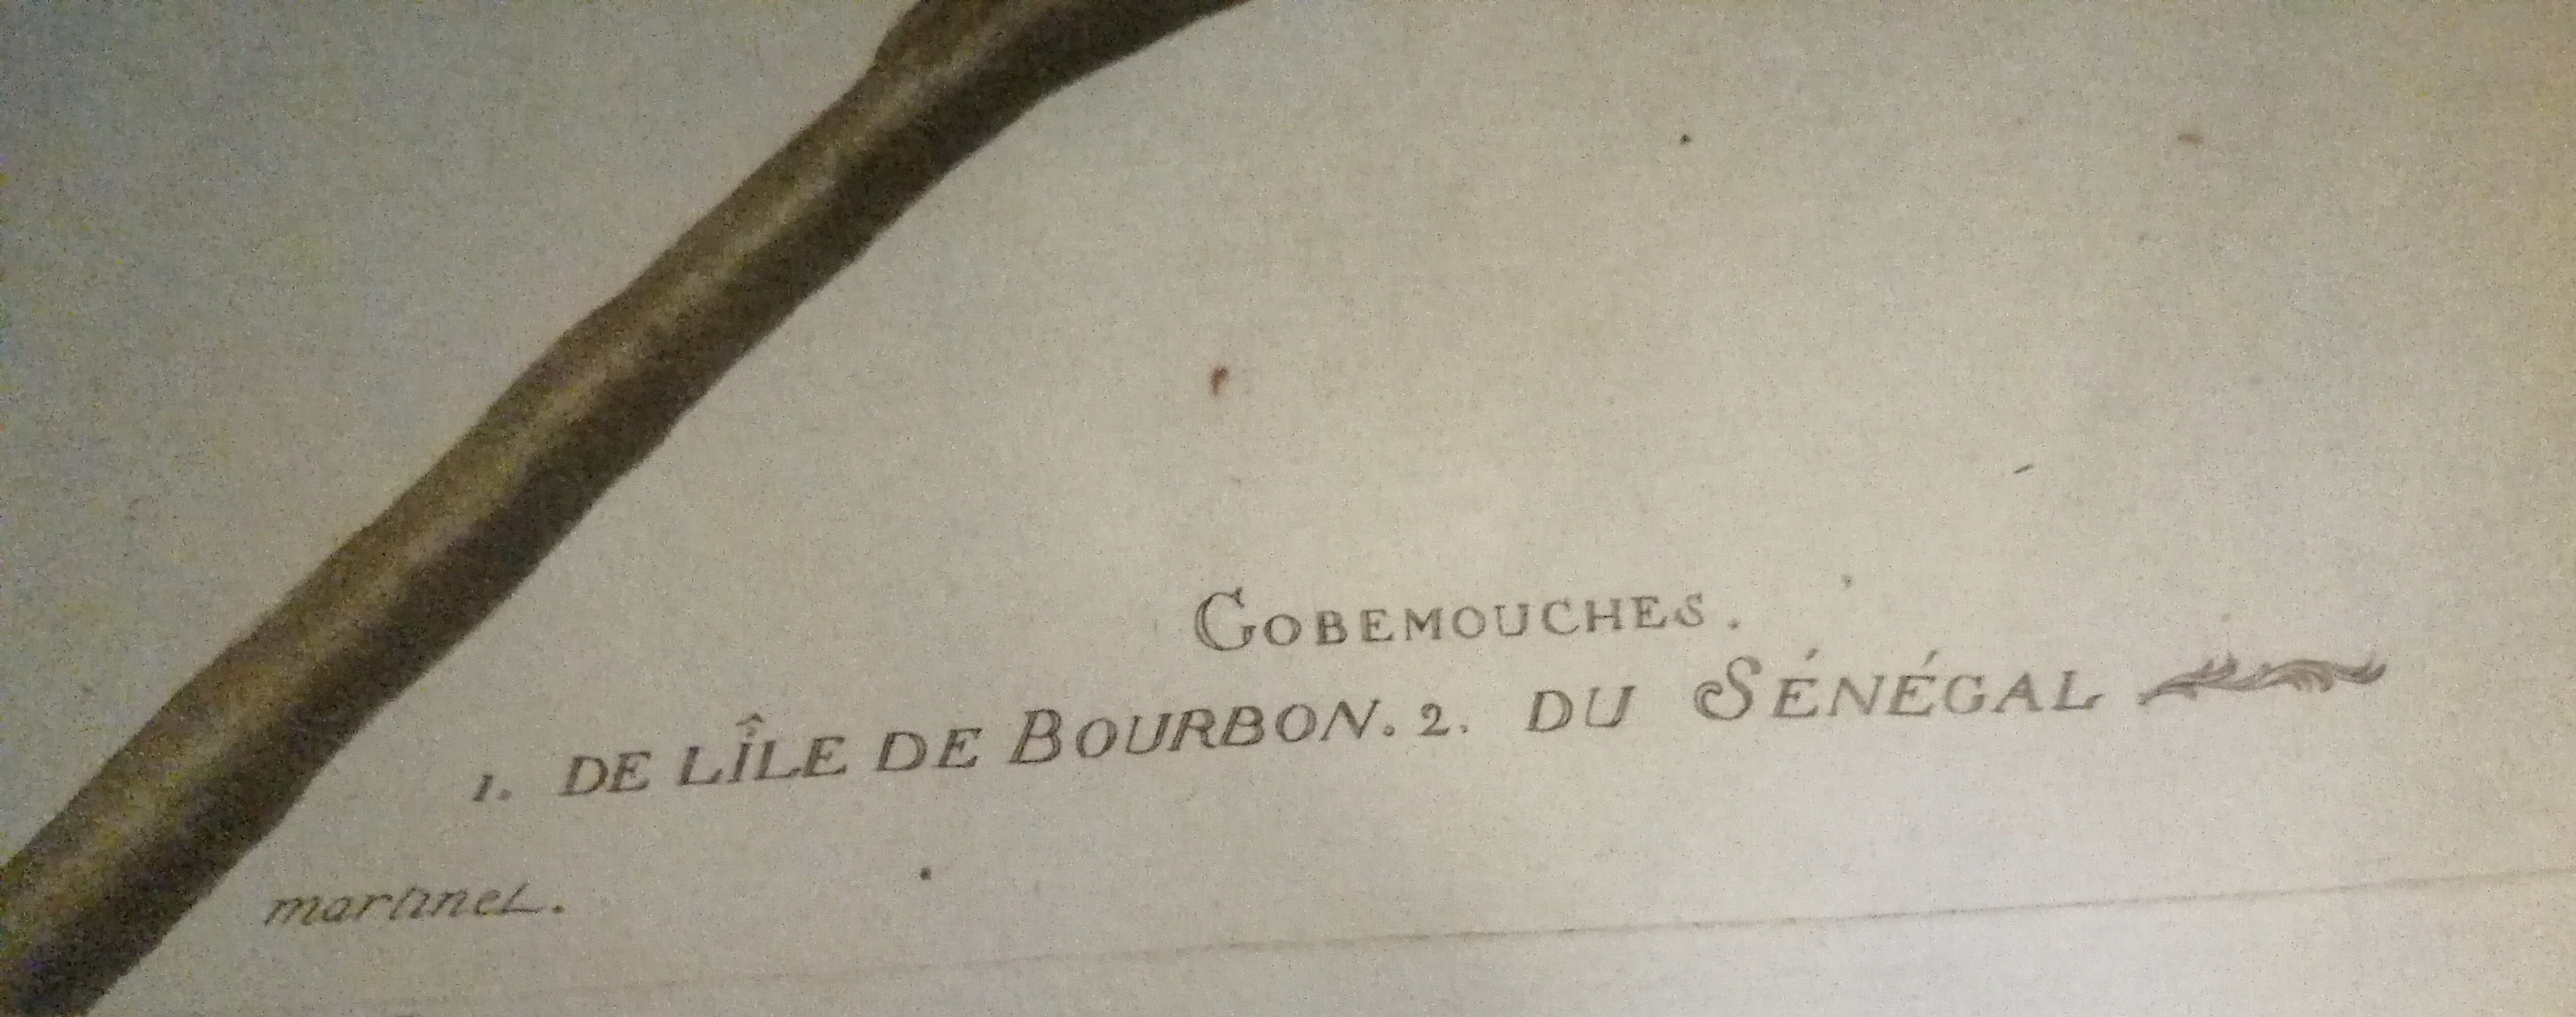 GOBEMOUCHES.
1. DE LÎLE DE BOURBON. 2. DU SÉNÉGAL
martinet.